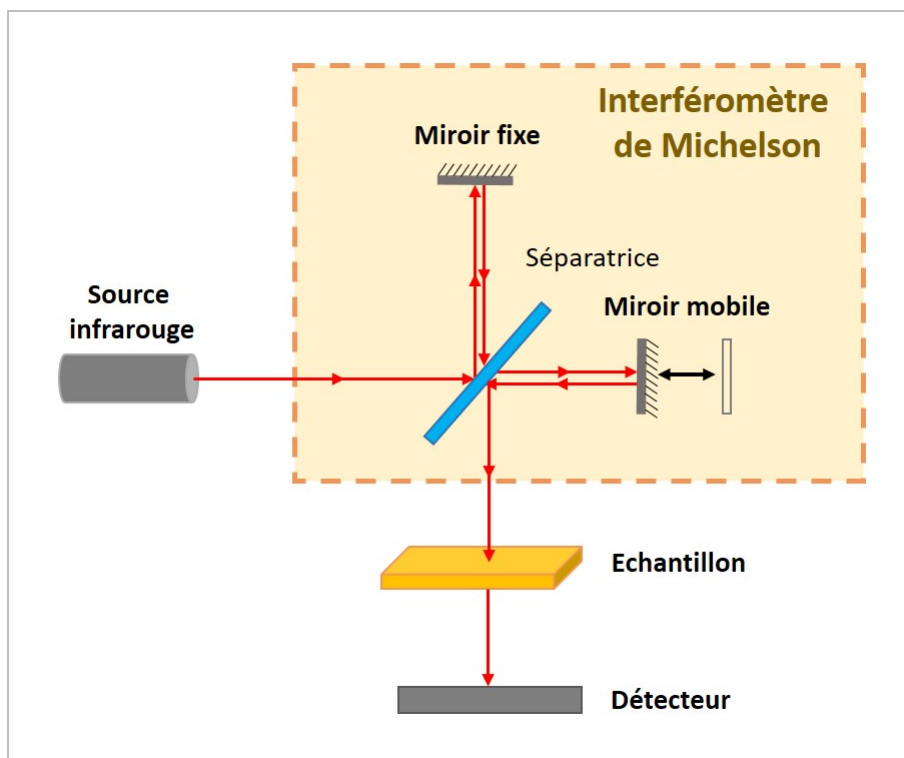 Interféromètre
de Michelson
Miroir fixe
Séparatrice
Source
infrarouge
Miroir mobile
Echantillon
Détecteur